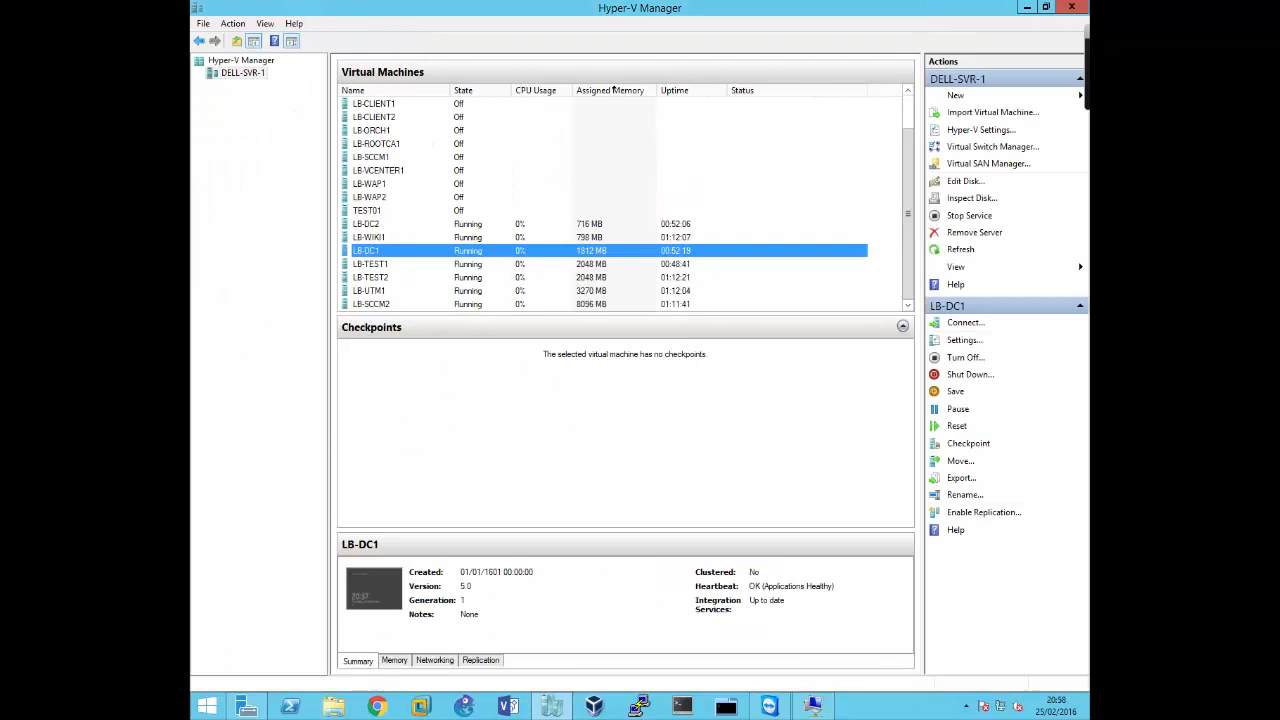 Hyper-V Manager
File Action View Help
Hyper-V Manager
DELL-SVR-1
Virtual Machines
Name State CPU Usage Assigned Memory Uptime Status
LB-CLIENT1 Off
LB-CLIENT2 Off
LB-ORCH1 Off
LB-ROOTCA1 Off
LB-SCCM1 Off
LB-VCENTER1 Off
LB-WAP1 Off
LB-WAP2 Off
TEST01 Off
LB-DC2 Running 0% 716 MB 00:52:06
LB-WIKI1 Running 0% 798 MB 01:12:07
LB-DC1 Running 0% 1812 MB 00:52:19
LB-TEST1 Running 0% 2048 MB 00:48:41
LB-TEST2 Running 0% 2048 MB 01:12:21
LB-UTM1 Running 0% 3270 MB 01:12:04
LB-SCCM2 Running 0% 8096 MB 01:11:41
Checkpoints
The selected virtual machine has no checkpoints.
LB-DC1
20:37
Created: 01/01/1601 00:00:00
Version: 5.0
Generation: 1
Notes: None
Clustered: No
Heartbeat: OK (Applications Healthy)
Integration Up to date
Services:
Summary Memory Networking Replication
Actions
DELL-SVR-1
New
Import Virtual Machine...
Hyper-V Settings...
Virtual Switch Manager...
Virtual SAN Manager...
Edit Disk...
Inspect Disk...
Stop Service
Remove Server
Refresh
View
Help
LB-DC1
Connect...
Settings...
Turn Off...
Shut Down...
Save
Pause
Reset
Checkpoint
Move...
Export...
Rename...
Enable Replication...
Help
20:58
25/02/2016